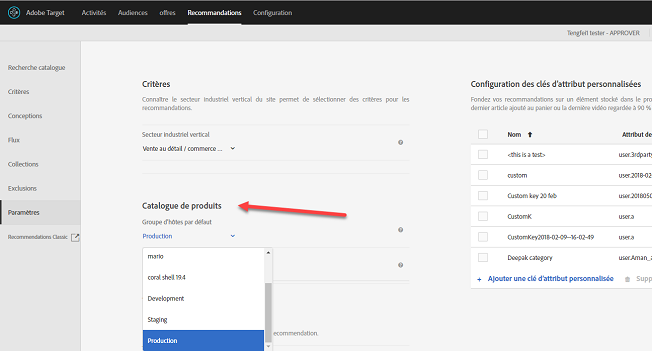 Adobe Target Activités Audiences offres Recommandations Configuration
Tengfei1 tester - APPROVER
Recherche catalogue
Critères
Conceptions
Flux
Collections
Exclusions
Paramètres
Recommendations Classic
Critères
Connaître le secteur industriel vertical du site permet de sélectionner des critères pour les
recommandations.
Secteur industriel vertical
Vente au détail / commerce ...
Catalogue de produits
Groupe d'hôtes par défaut
Production
mario
coral shell 19.4
Development
Staging
Production
ecommendation.
Configuration des clés d'attribut personnalisées
Fondez vos recommandations sur un élément stocké dans le pro
dernier article ajouté au panier ou la dernière vidéo regardée à 90 %
Nom Attribut de
<this is a test> user.3rdparty
custom user.2018-02
Custom key 20 feb user.2018050
CustomK user.a
CustomKey2018-02-09--16-02-49 user.a
Deepak category user.Aman_a
+ Ajouter une clé d'attribut personnalisée Supp